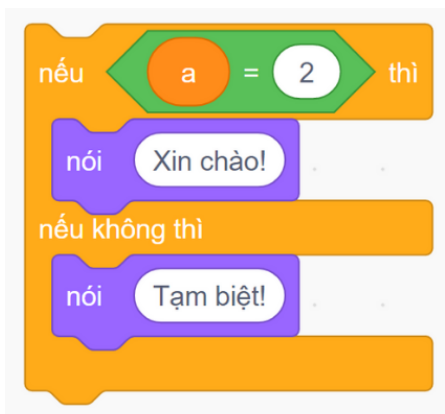 nếu a = 2 thì
nói Xin chào!
nếu không thì
nói Tạm biệt!